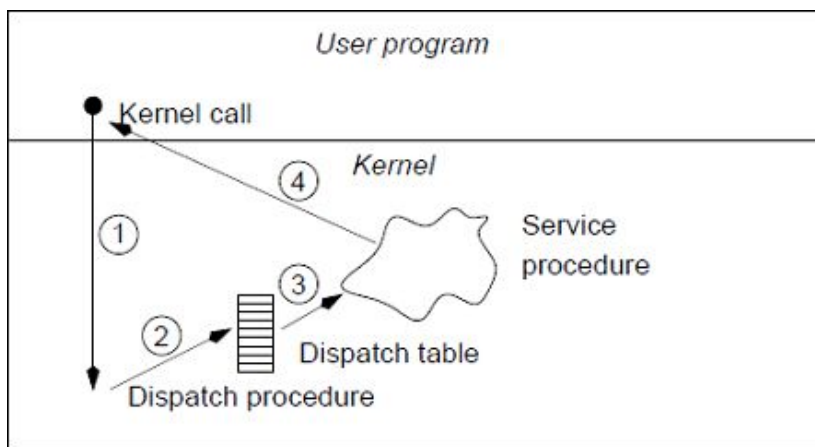 User program
Kernel call
Kernel
4
1
Service
procedure
3
2
Dispatch table
Dispatch procedure